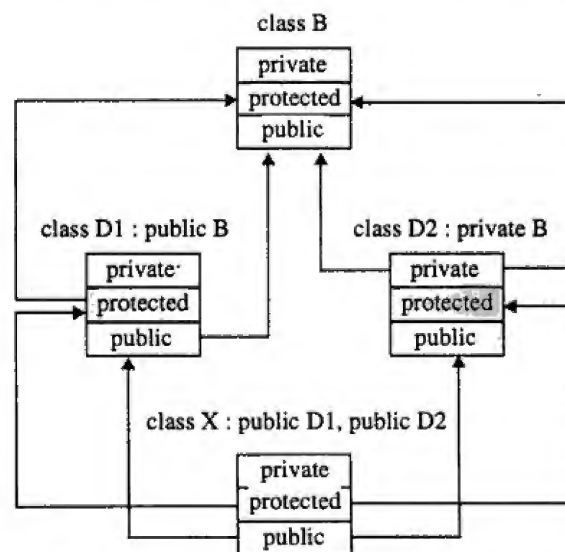 class B
private
protected
public
class D1 : public B
private
protected
public
class D2 : private B
private
protected
public
class X : public D1, public D2
private
protected
public